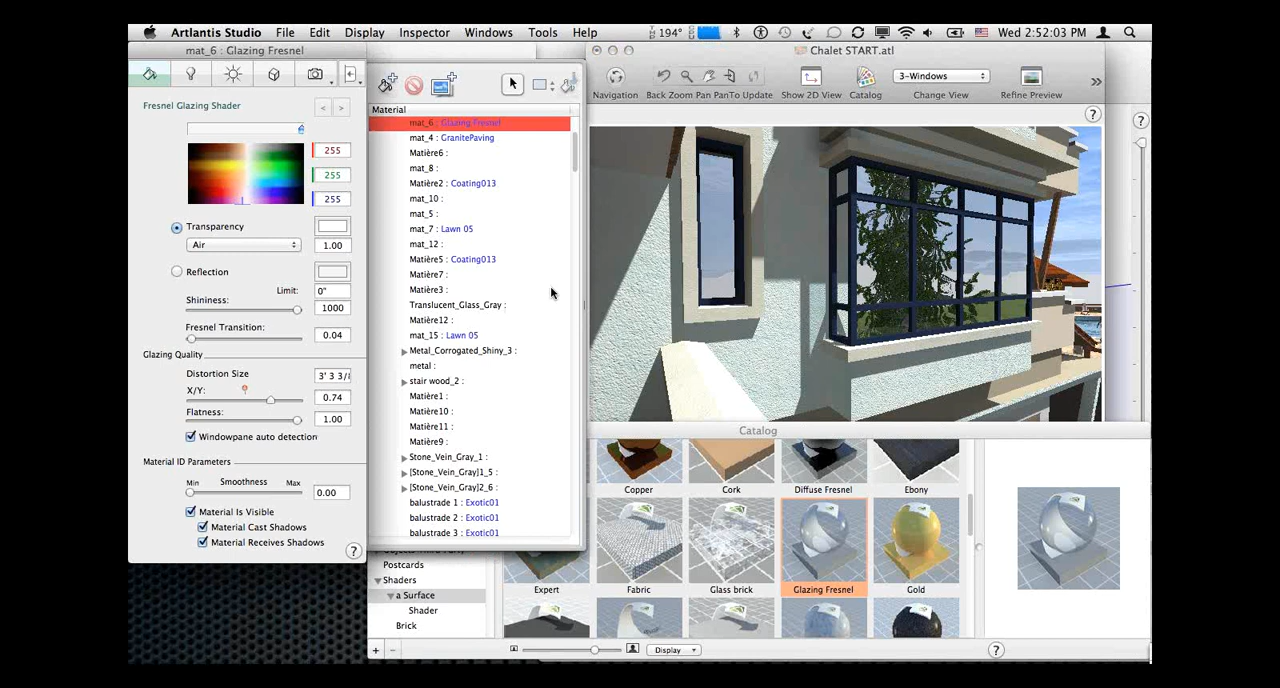 Artlantis Studio File Edit Display Inspector Windows Tools Help 194° Wed 2:52:03 PM
mat_6 : Glazing Fresnel
Fresnel Glazing Shader
< >
255
255
255
Transparency
Air 1.00
Reflection
Limit: 0"
Shininess: 1000
Fresnel Transition: 0.04
Glazing Quality
Distortion Size 3' 3 3/
X/Y: 0.74
Flatness: 1.00
Windowpane auto detection
Material ID Parameters
Min Smoothness Max
0.00
Material Is Visible
Material Cast Shadows
Material Receives Shadows
?
Material
mat_6 : Glazing Fresnel
mat_4 : GranitePaving
Matière6 :
mat_8 :
Matière2 : Coating013
mat_10 :
mat_5 :
mat_7 : Lawn 05
mat_12 :
Matière5 : Coating013
Matière7 :
Matière3 :
Translucent_Glass_Gray :
Matière12 :
mat_15 : Lawn 05
Metal_Corrogated_Shiny_3 :
metal :
stair wood_2 :
Matière1 :
Matière10 :
Matière11 :
Matière9 :
Stone_Vein_Gray_1 :
[Stone_Vein_Gray]1_5 :
[Stone_Vein_Gray]2_6 :
balustrade 1 : Exotic01
balustrade 2 : Exotic01
balustrade 3 : Exotic01
Chalet START.atl
3-Windows
Navigation Back Zoom Pan PanTo Update Show 2D View Catalog Change View Refine Preview
»
?
?
Catalog
Postcards
Shaders
a Surface
Shader
Brick
Copper Cork Diffuse Fresnel Ebony
Expert Fabric Glass brick Glazing Fresnel Gold
+ −
Display
?